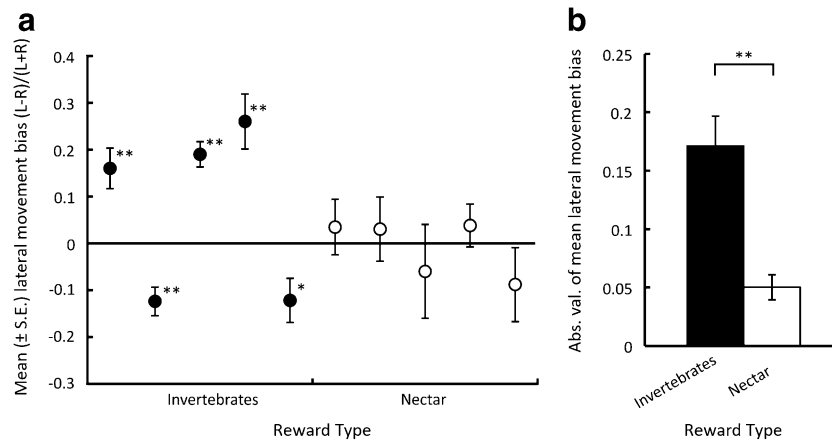 a
Mean (± S.E.) lateral movement bias (L-R)/(L+R)
0.4
0.3
0.2
0.1
0
-0.1
-0.2
-0.3
**
**
**
**
*
Invertebrates
Nectar
Reward Type
b
Abs. val. of mean lateral movement bias
0.25
0.2
0.15
0.1
0.05
0
**
Invertebrates
Nectar
Reward Type